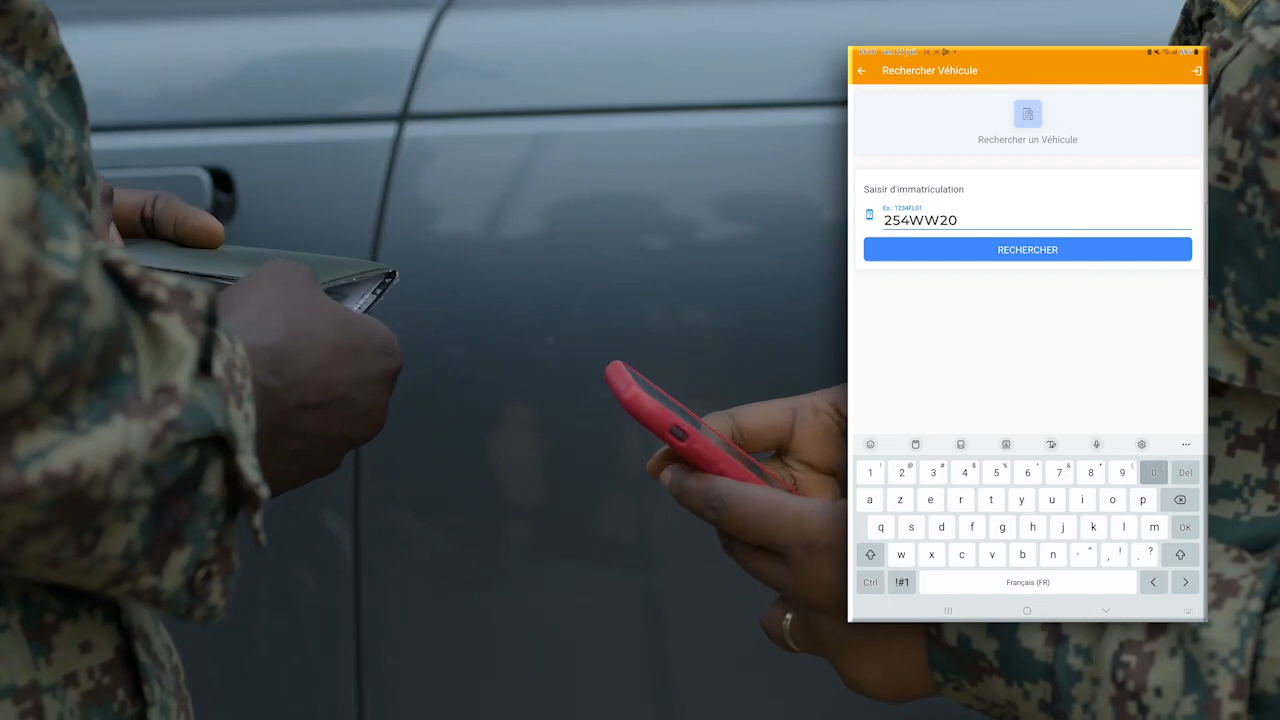 Rechercher Véhicule
Rechercher un Véhicule
Saisir d'immatriculation
Ex.: 1234FL01
254WW20
RECHERCHER
1 ! 2 @ 3 # 4 $ 5 % 6 ^ 7 & 8 * 9 ( 0 Del
a z e r t y u i o p
q s d f g h j k l m OK
w x c v b n ' " , ! . ?
Ctrl !#1 Français (FR) < >